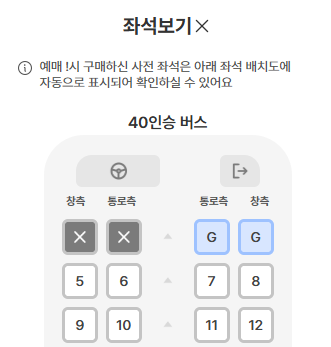 좌석보기
예매 !시 구매하신 사전 좌석은 아래 좌석 배치도에
자동으로 표시되어 확인하실 수 있어요
40인승 버스
창측 통로측 통로측 창측
G G
5 6 7 8
9 10 11 12